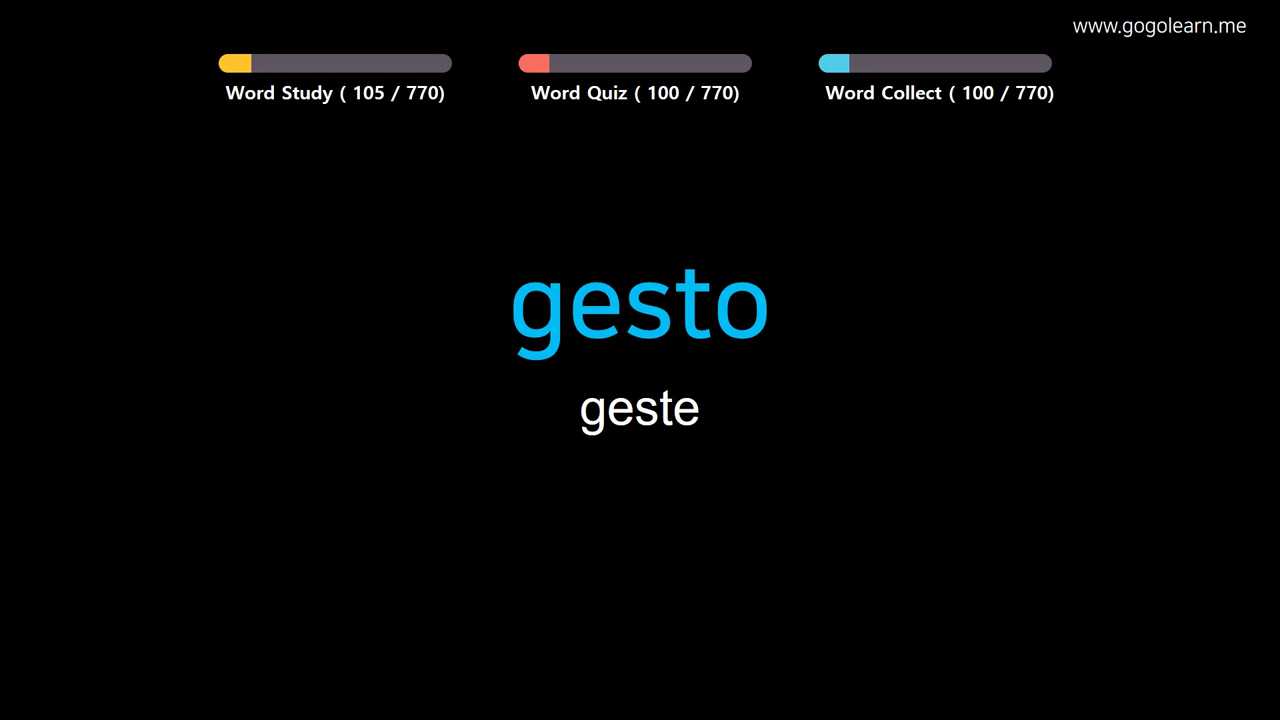 www.gogolearn.me
Word Study ( 105 / 770)
Word Quiz ( 100 / 770)
Word Collect ( 100 / 770)
gesto
geste